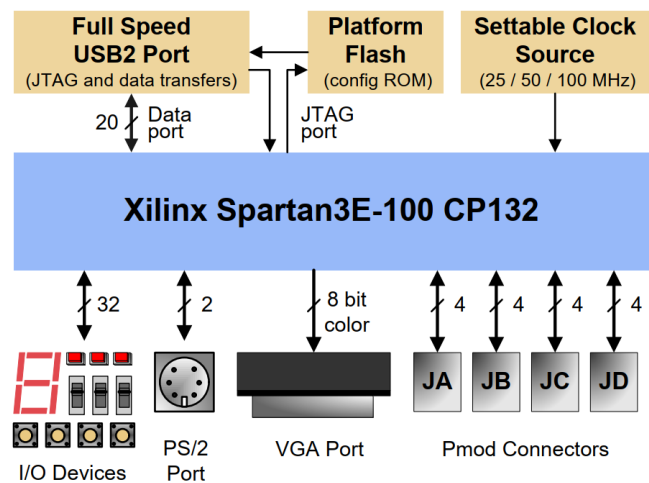 Full Speed
USB2 Port
(JTAG and data transfers)
Platform
Flash
(config ROM)
Settable Clock
Source
(25 / 50 / 100 MHz)
20
Data
port
JTAG
port
Xilinx Spartan3E-100 CP132
32
2
8 bit
color
4
4
4
4
JA
JB
JC
JD
I/O Devices
PS/2
Port
VGA Port
Pmod Connectors